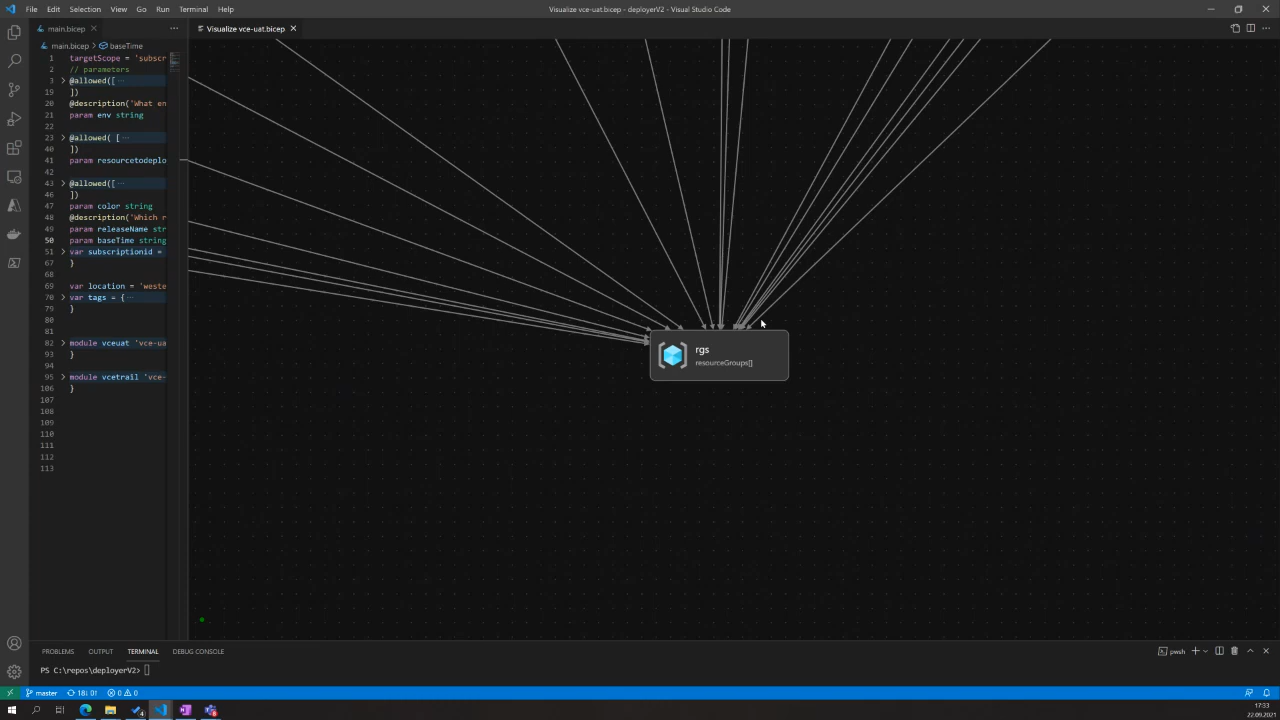 File Edit Selection View Go Run Terminal Help
Visualize vce-uat.bicep - deployerV2 - Visual Studio Code
main.bicep
Visualize vce-uat.bicep
main.bicep > baseTime
1 targetScope = 'subscr
2 // parameters
3 @allowed([ ...
19 ])
20 @description('What en
21 param env string
22
23 @allowed( [ ...
40 ])
41 param resourcetodeplo
42
43 @allowed([ ...
46 ])
47 param color string
48 @description('Which r
49 param releaseName str
50 param baseTime string
51 var subscriptionid =
67 }
68
69 var location = 'weste
70 var tags = { ...
79 }
80
81
82 module vceuat 'vce-ua
93 }
94
95 module vcetrail 'vce-
106 }
107
108
109
110
111
112
113
rgs
resourceGroups[]
PROBLEMS OUTPUT TERMINAL DEBUG CONSOLE
pwsh
PS C:\repos\deployerV2>
master 18↓ 0↑ 0 0
17:33
22.09.2021